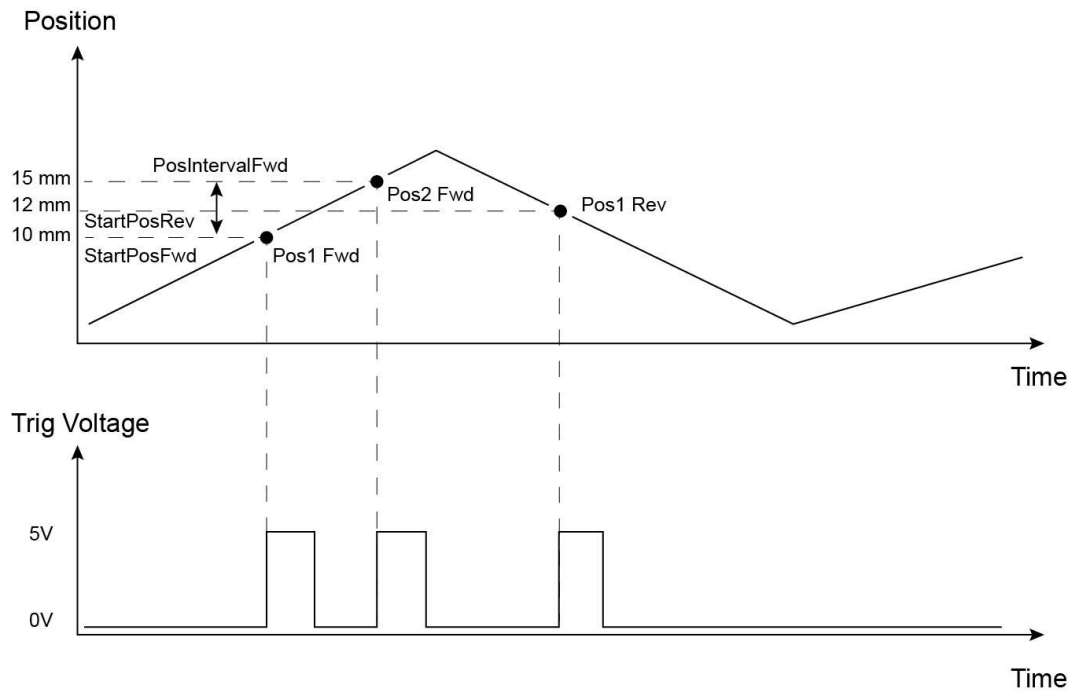 Position
PosIntervalFwd
15 mm
Pos2 Fwd
12 mm
Pos1 Rev
StartPosRev
10 mm
StartPosFwd
Pos1 Fwd
Time
Trig Voltage
5V
0V
Time